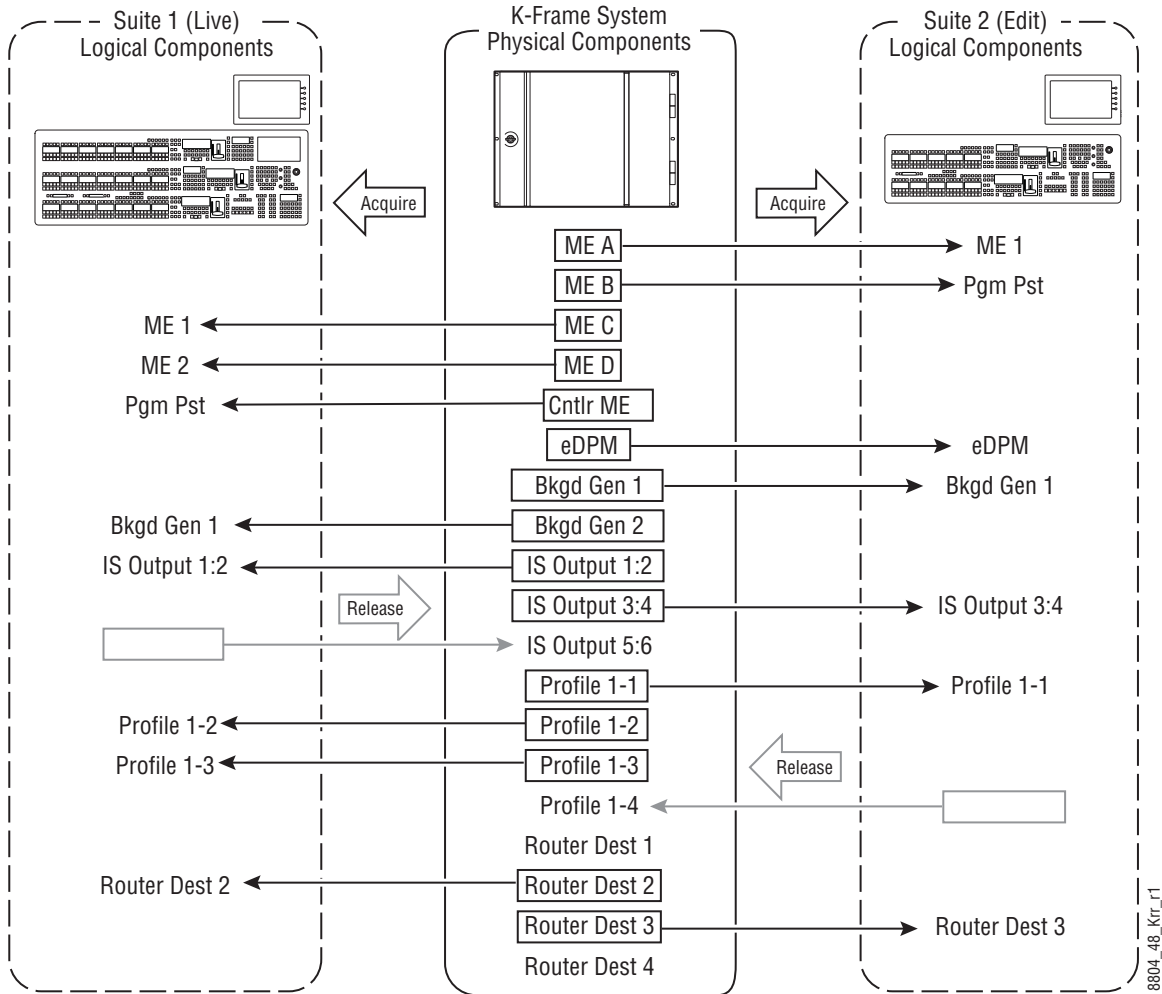 Suite 1 (Live)
Logical Components
K-Frame System
Physical Components
Suite 2 (Edit)
Logical Components
Acquire
Acquire
ME A
ME 1
ME B
Pgm Pst
ME 1
ME C
ME 2
ME D
Pgm Pst
Cntlr ME
eDPM
eDPM
Bkgd Gen 1
Bkgd Gen 1
Bkgd Gen 1
Bkgd Gen 2
IS Output 1:2
IS Output 1:2
Release
IS Output 3:4
IS Output 3:4
IS Output 5:6
Profile 1-1
Profile 1-1
Profile 1-2
Profile 1-2
Profile 1-3
Profile 1-3
Release
Profile 1-4
Router Dest 1
Router Dest 2
Router Dest 2
Router Dest 3
Router Dest 3
Router Dest 4
8804_48_Krr_r1